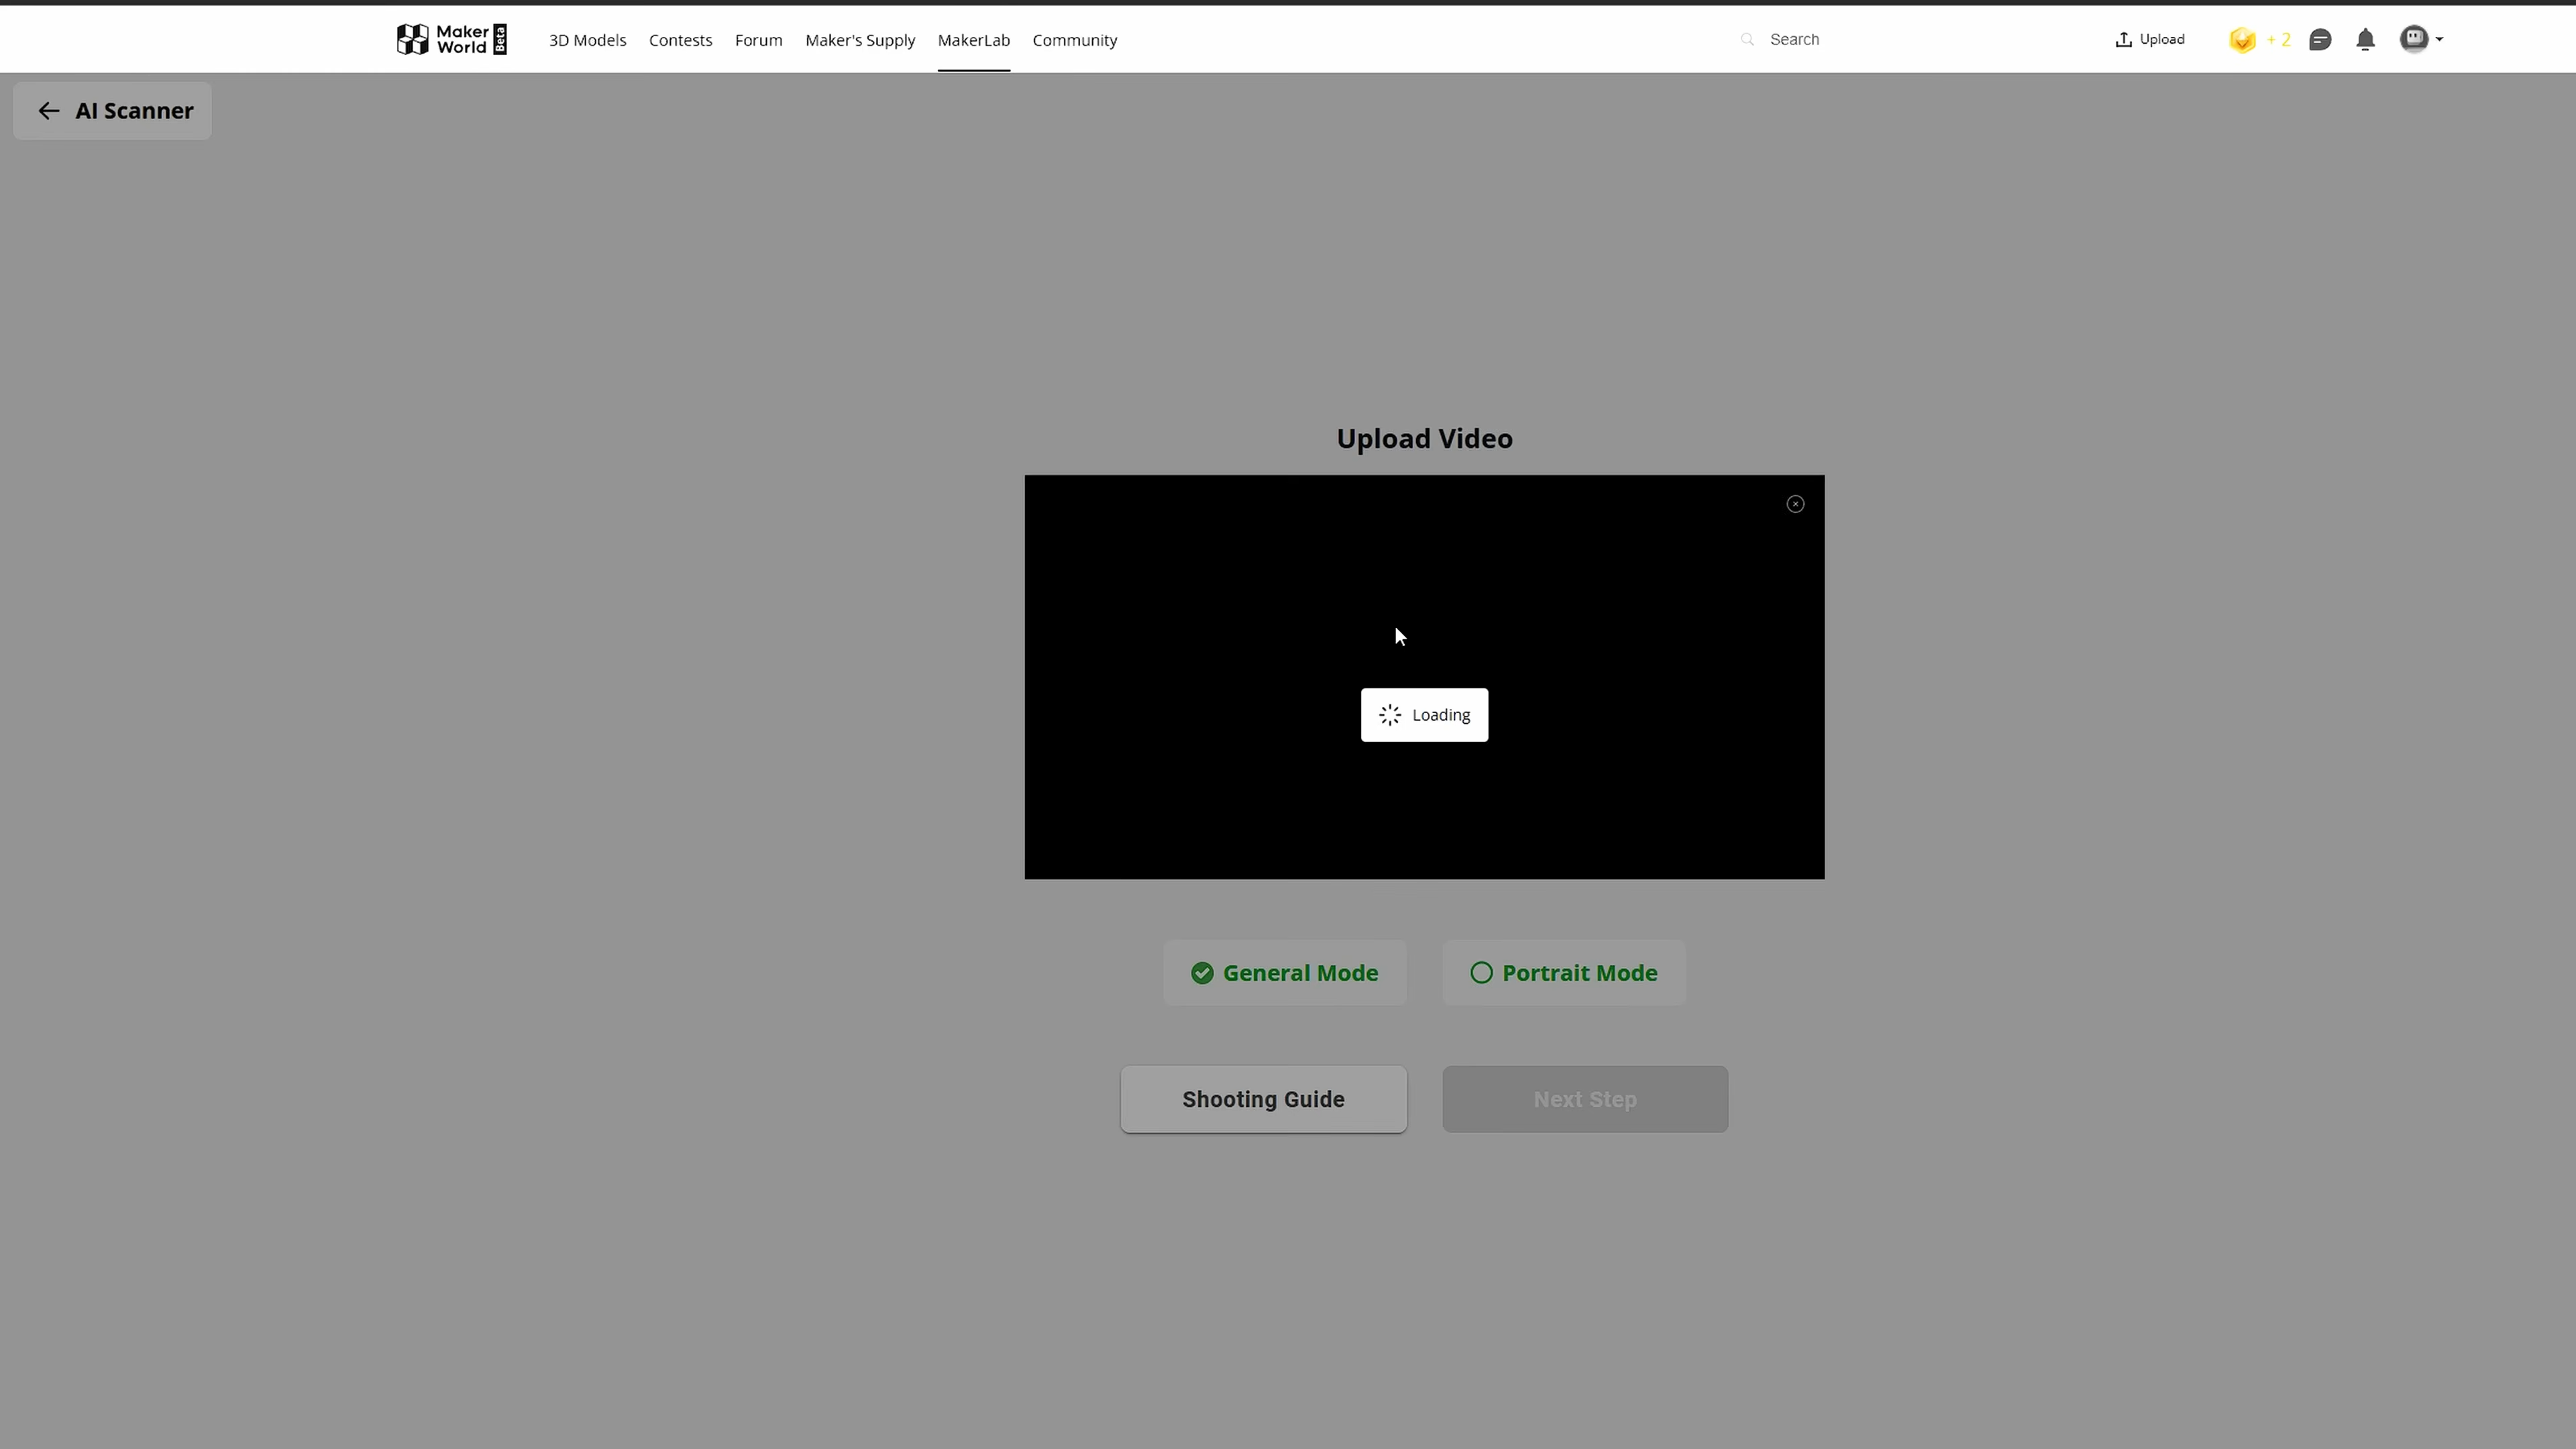 Maker World Beta
3D Models
Contests
Forum
Maker's Supply
MakerLab
Community
Search
Upload
+ 2
AI Scanner
Upload Video
Loading
General Mode
Portrait Mode
Shooting Guide
Next Step